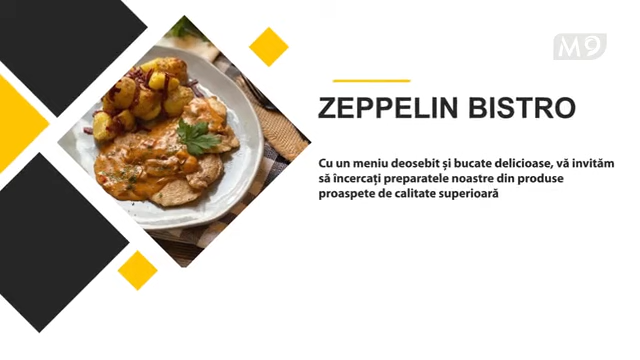 M9
ZEPPELIN BISTRO
Cu un meniu deosebit și bucate delicioase, vă invităm
să încercați preparatele noastre din produse
proaspete de calitate superioară